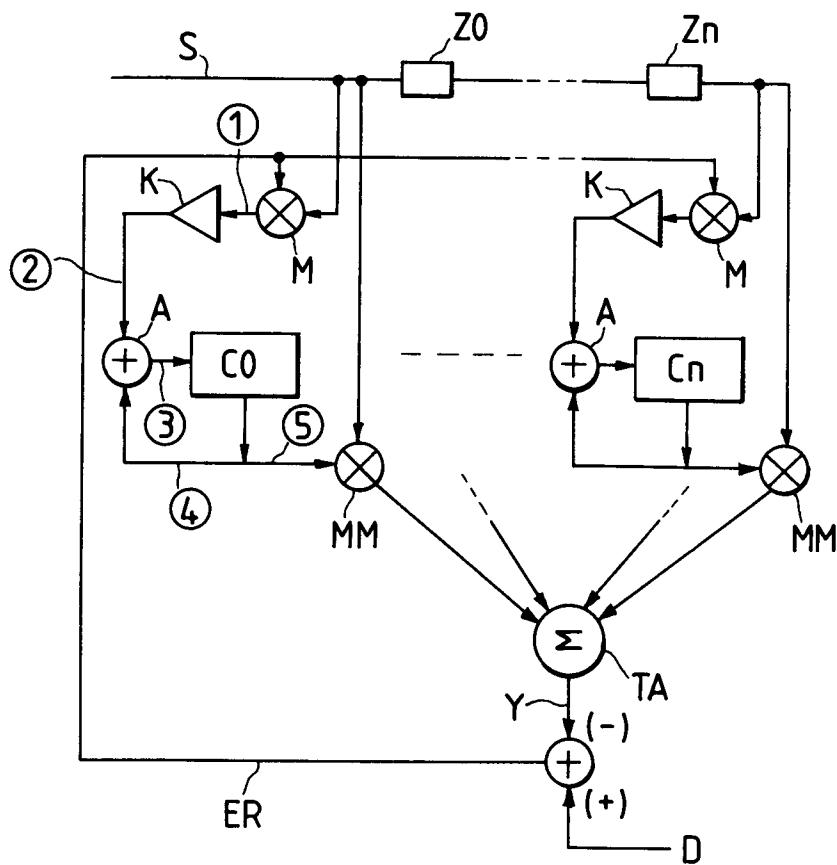 S
Z0
Zn
①
K
M
K
M
②
A
C0
③
⑤
④
MM
A
Cn
MM
Σ
TA
Y
(-)
+
(+)
ER
D